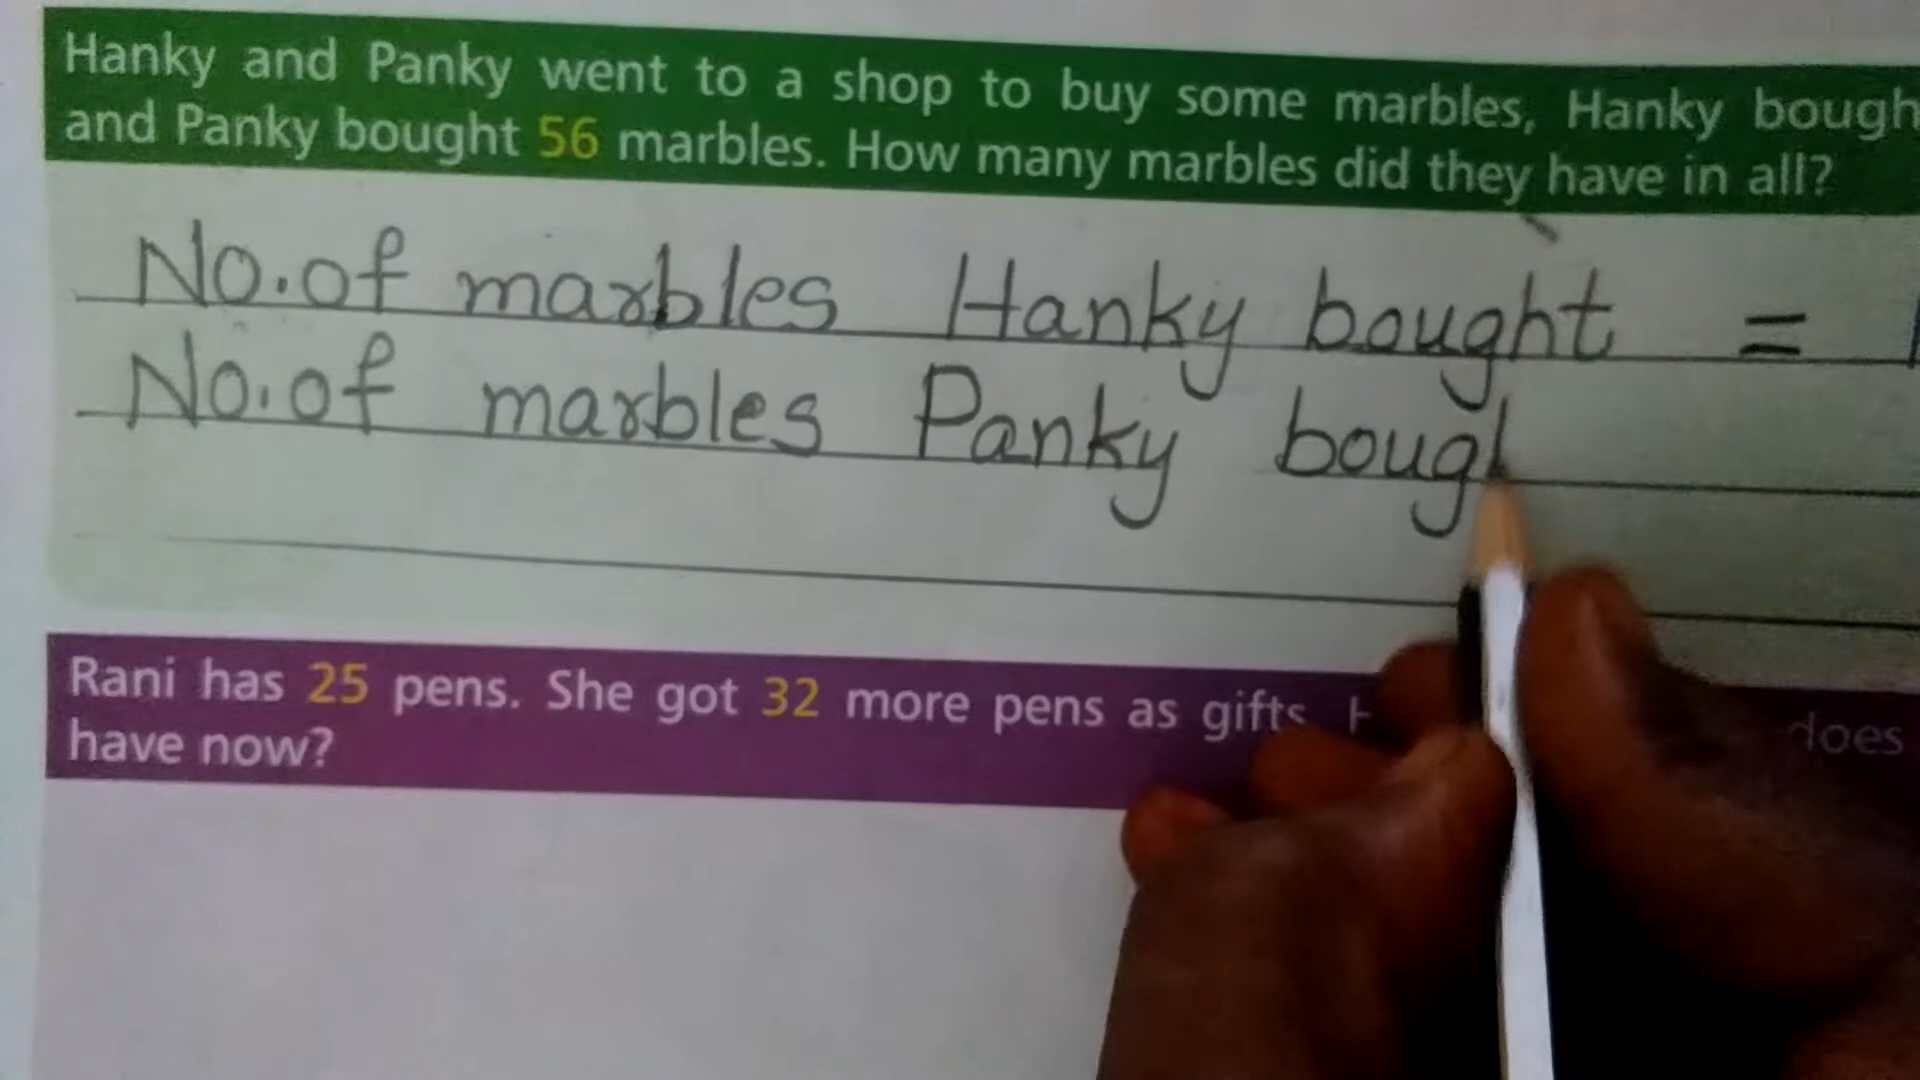 Hanky and Panky went to a shop to buy some marbles, Hanky bough
and Panky bought 56 marbles. How many marbles did they have in all?
No. of marbles Hanky bought =
No. of marbles Panky bough
Rani has 25 pens. She got 32 more pens as gifts. does
have now?